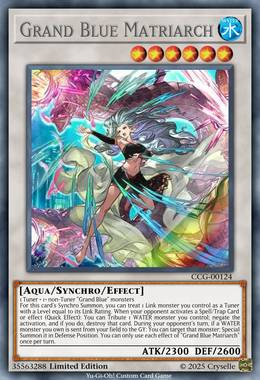 GRAND BLUE MATRIARCH
WATER
水
CCG-00124
[AQUA/SYNCHRO/EFFECT]
1 Tuner + 1+ non-Tuner "Grand Blue" monsters
For this card's Synchro Summon, you can treat 1 Link monster you control as a Tuner
with a Level equal to its Link Rating. When your opponent activates a Spell/Trap Card
or effect (Quick Effect): You can Tribute 1 WATER monster you control; negate the
activation, and if you do, destroy that card. During your opponent's turn, if a WATER
monster you own is sent from your field to the GY: You can target that monster; Special
Summon it in Defense Position. You can only use each effect of "Grand Blue Matriarch"
once per turn.
ATK/2300 DEF/2600
35563288 Limited Edition
© 2025 Cryselle
Yu-Gi-Oh! Custom Card Game